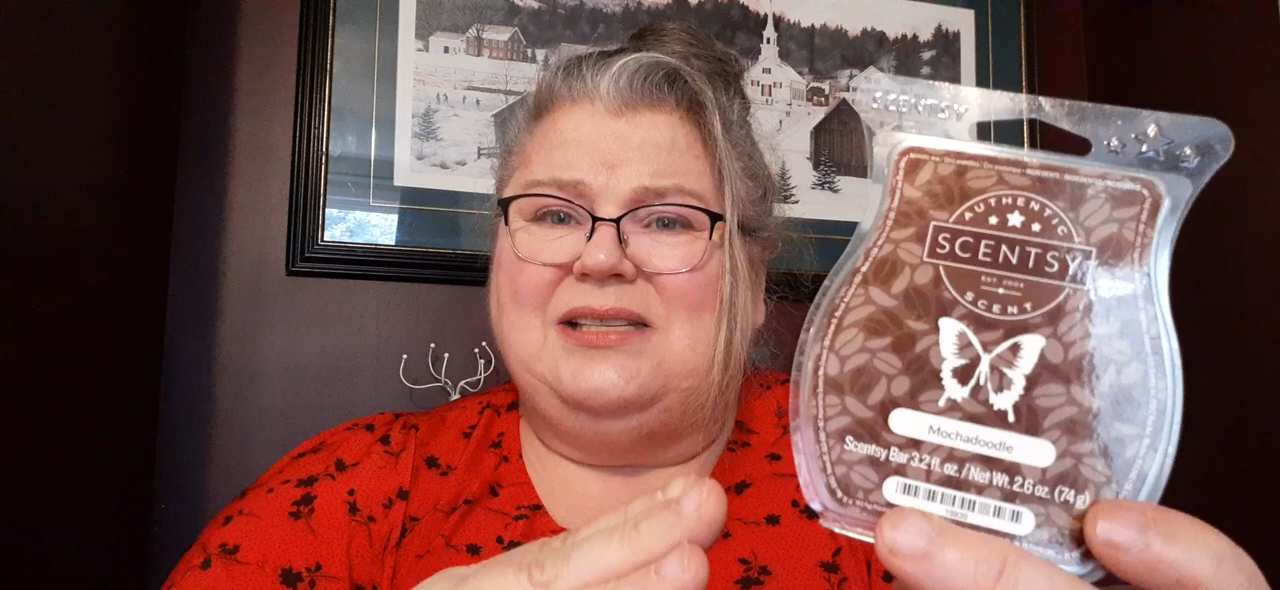 SCENTSY
AUTHENTIC
SCENTSY
EST. 2004
SCENT
Mochadoodle
Scentsy Bar 3.2 fl. oz. / Net Wt. 2.6 oz. (74 g)